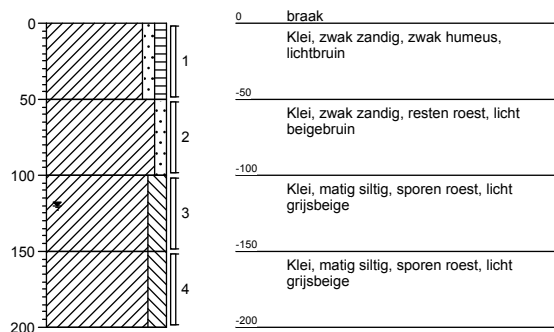 0
50
100
150
200
1
2
3
4
0 braak
Klei, zwak zandig, zwak humeus,
lichtbruin
-50
Klei, zwak zandig, resten roest, licht
beigebruin
-100
Klei, matig siltig, sporen roest, licht
grijsbeige
-150
Klei, matig siltig, sporen roest, licht
grijsbeige
-200